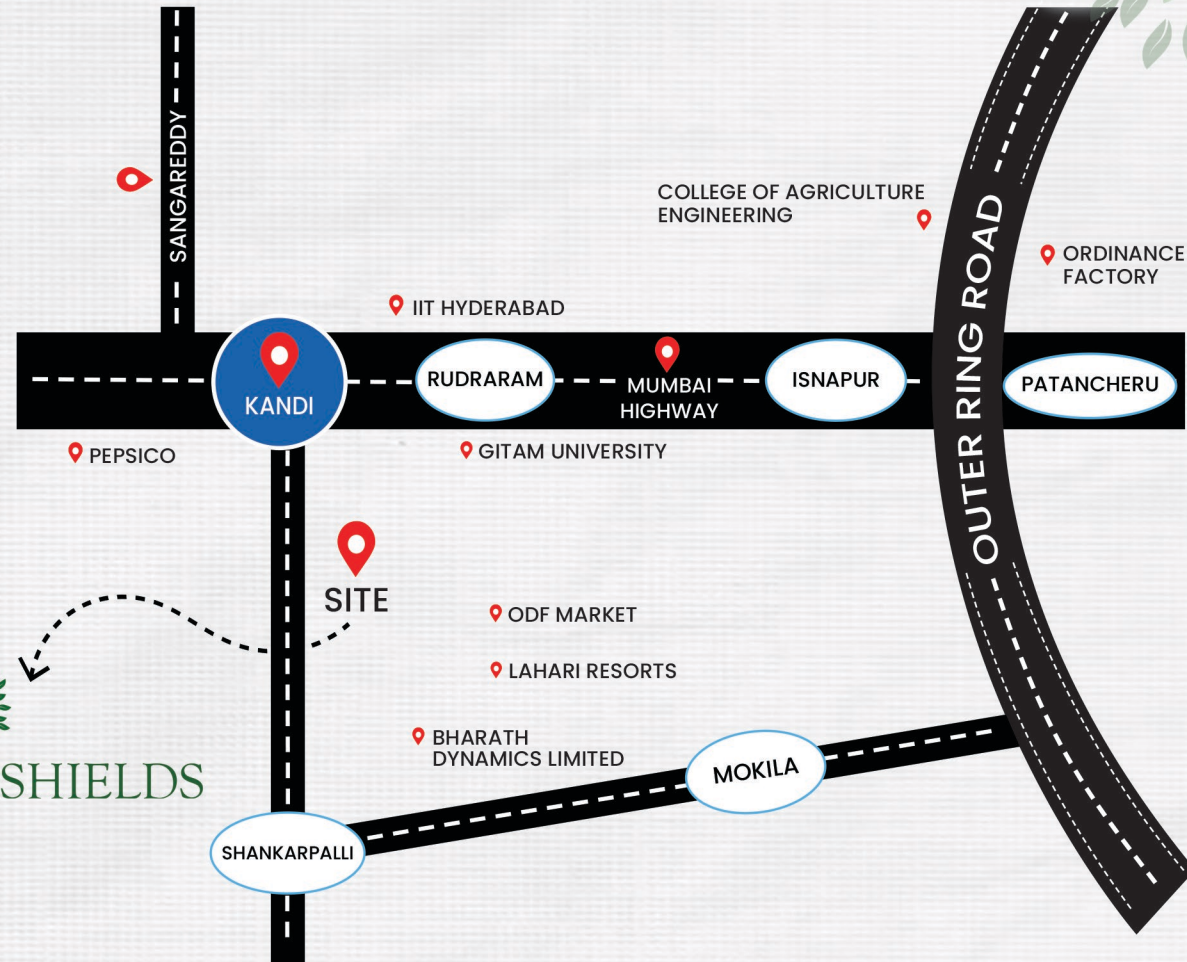 SANGAREDDY
COLLEGE OF AGRICULTURE
ENGINEERING
ORDINANCE
FACTORY
OUTER RING ROAD
IIT HYDERABAD
KANDI
RUDRARAM
MUMBAI
HIGHWAY
ISNAPUR
PATANCHERU
PEPSICO
GITAM UNIVERSITY
SITE
ODF MARKET
LAHARI RESORTS
BHARATH
DYNAMICS LIMITED
MOKILA
SHIELDS
SHANKARPALLI